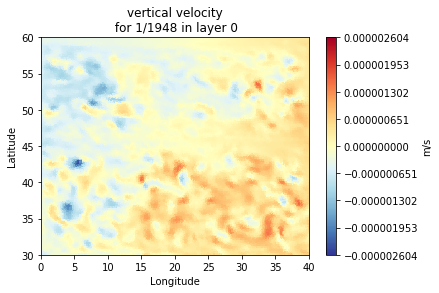 vertical velocity
for 1/1948 in layer 0
60
55
50
45
40
35
30
Latitude
0 5 10 15 20 25 30 35 40
Longitude
0.000002604
0.000001953
0.000001302
0.000000651
0.000000000
−0.000000651
−0.000001302
−0.000001953
−0.000002604
m/s